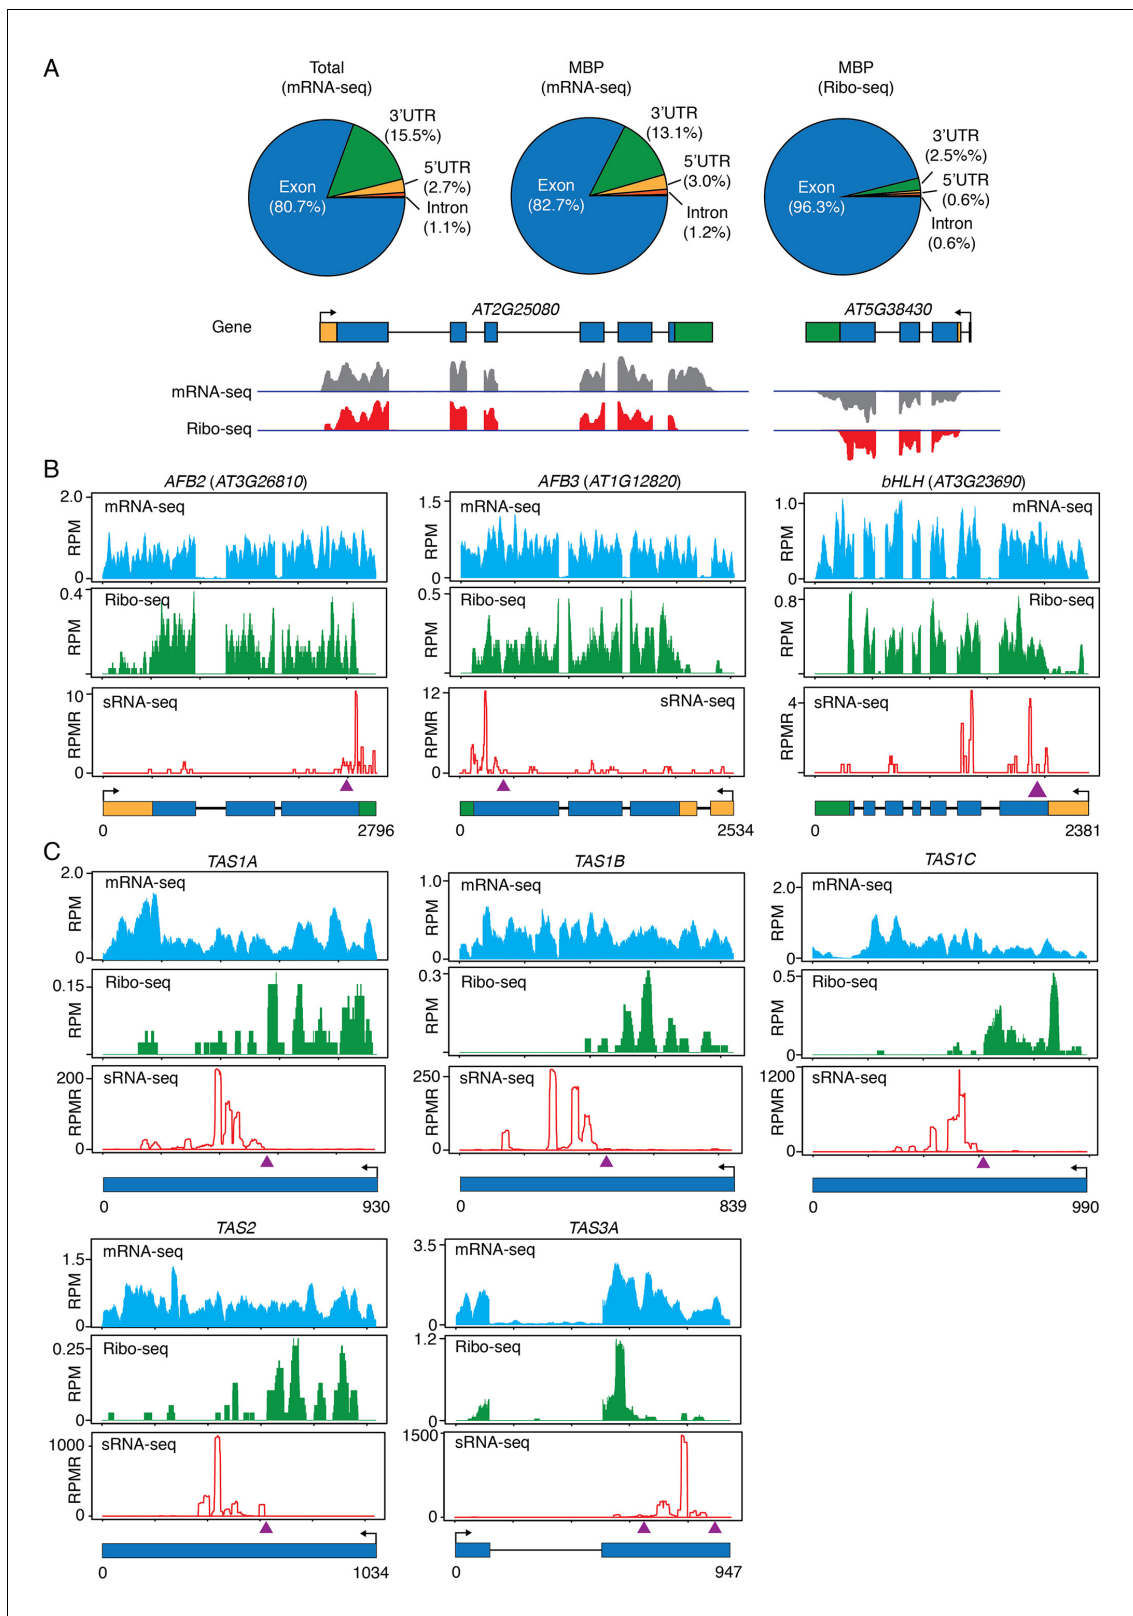 A
Total
(mRNA-seq)
MBP
(mRNA-seq)
MBP
(Ribo-seq)
3'UTR
(15.5%)
5'UTR
(2.7%)
Intron
(1.1%)
Exon
(80.7%)
3'UTR
(13.1%)
5'UTR
(3.0%)
Intron
(1.2%)
Exon
(82.7%)
3'UTR
(2.5%%)
5'UTR
(0.6%)
Intron
(0.6%)
Exon
(96.3%)
Gene
AT2G25080
AT5G38430
mRNA-seq
Ribo-seq
B
AFB2 (AT3G26810)
AFB3 (AT1G12820)
bHLH (AT3G23690)
2.0
RPM
0
mRNA-seq
1.5
RPM
0
mRNA-seq
1.0
RPM
0
mRNA-seq
0.4
RPM
0
Ribo-seq
0.5
RPM
0
Ribo-seq
0.8
RPM
0
Ribo-seq
10
RPMR
0
sRNA-seq
12
RPMR
0
sRNA-seq
4
RPMR
0
sRNA-seq
0 2796
0 2534
0 2381
C
TAS1A
TAS1B
TAS1C
2.0
RPM
0
mRNA-seq
1.0
RPM
0
mRNA-seq
2.0
RPM
0
mRNA-seq
0.15
RPM
0
Ribo-seq
0.3
RPM
0
Ribo-seq
0.5
RPM
0
Ribo-seq
200
RPMR
0
sRNA-seq
250
RPMR
0
sRNA-seq
1200
RPMR
0
sRNA-seq
0 930
0 839
0 990
TAS2
TAS3A
1.5
RPM
0
mRNA-seq
3.5
0
mRNA-seq
0.25
RPM
0
Ribo-seq
1.2
0
Ribo-seq
1000
RPMR
0
sRNA-seq
1500
0
sRNA-seq
0 1034
0 947